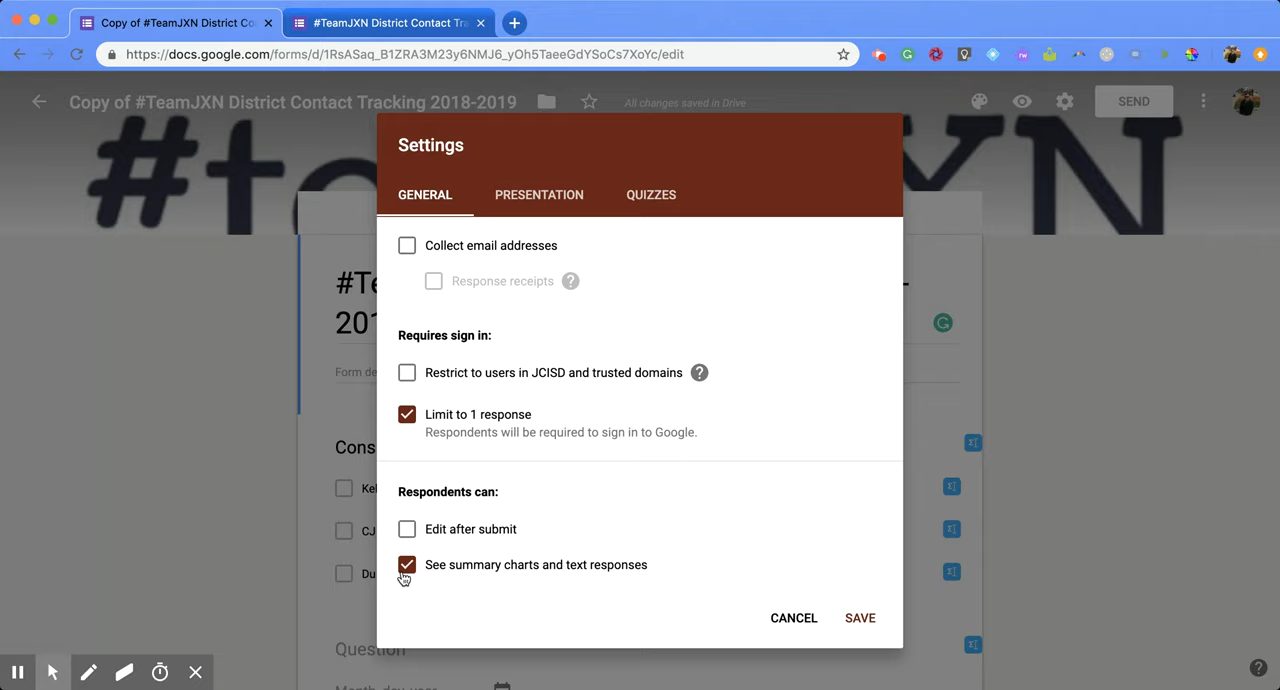 Copy of #TeamJXN District Co
#TeamJXN District Contact Tra
https://docs.google.com/forms/d/1RsASaq_B1ZRA3M23y6NMJ6_yOh5TaeeGdYSoCs7XoYc/edit
Copy of #TeamJXN District Contact Tracking 2018-2019
All changes saved in Drive
SEND
Settings
GENERAL PRESENTATION QUIZZES
Collect email addresses
Response receipts
Requires sign in:
Restrict to users in JCISD and trusted domains
Limit to 1 response
Respondents will be required to sign in to Google.
Respondents can:
Edit after submit
See summary charts and text responses
CANCEL SAVE
#Te
201
Form de
Cons
Kel
CJ
Du
Question
Month, day, year